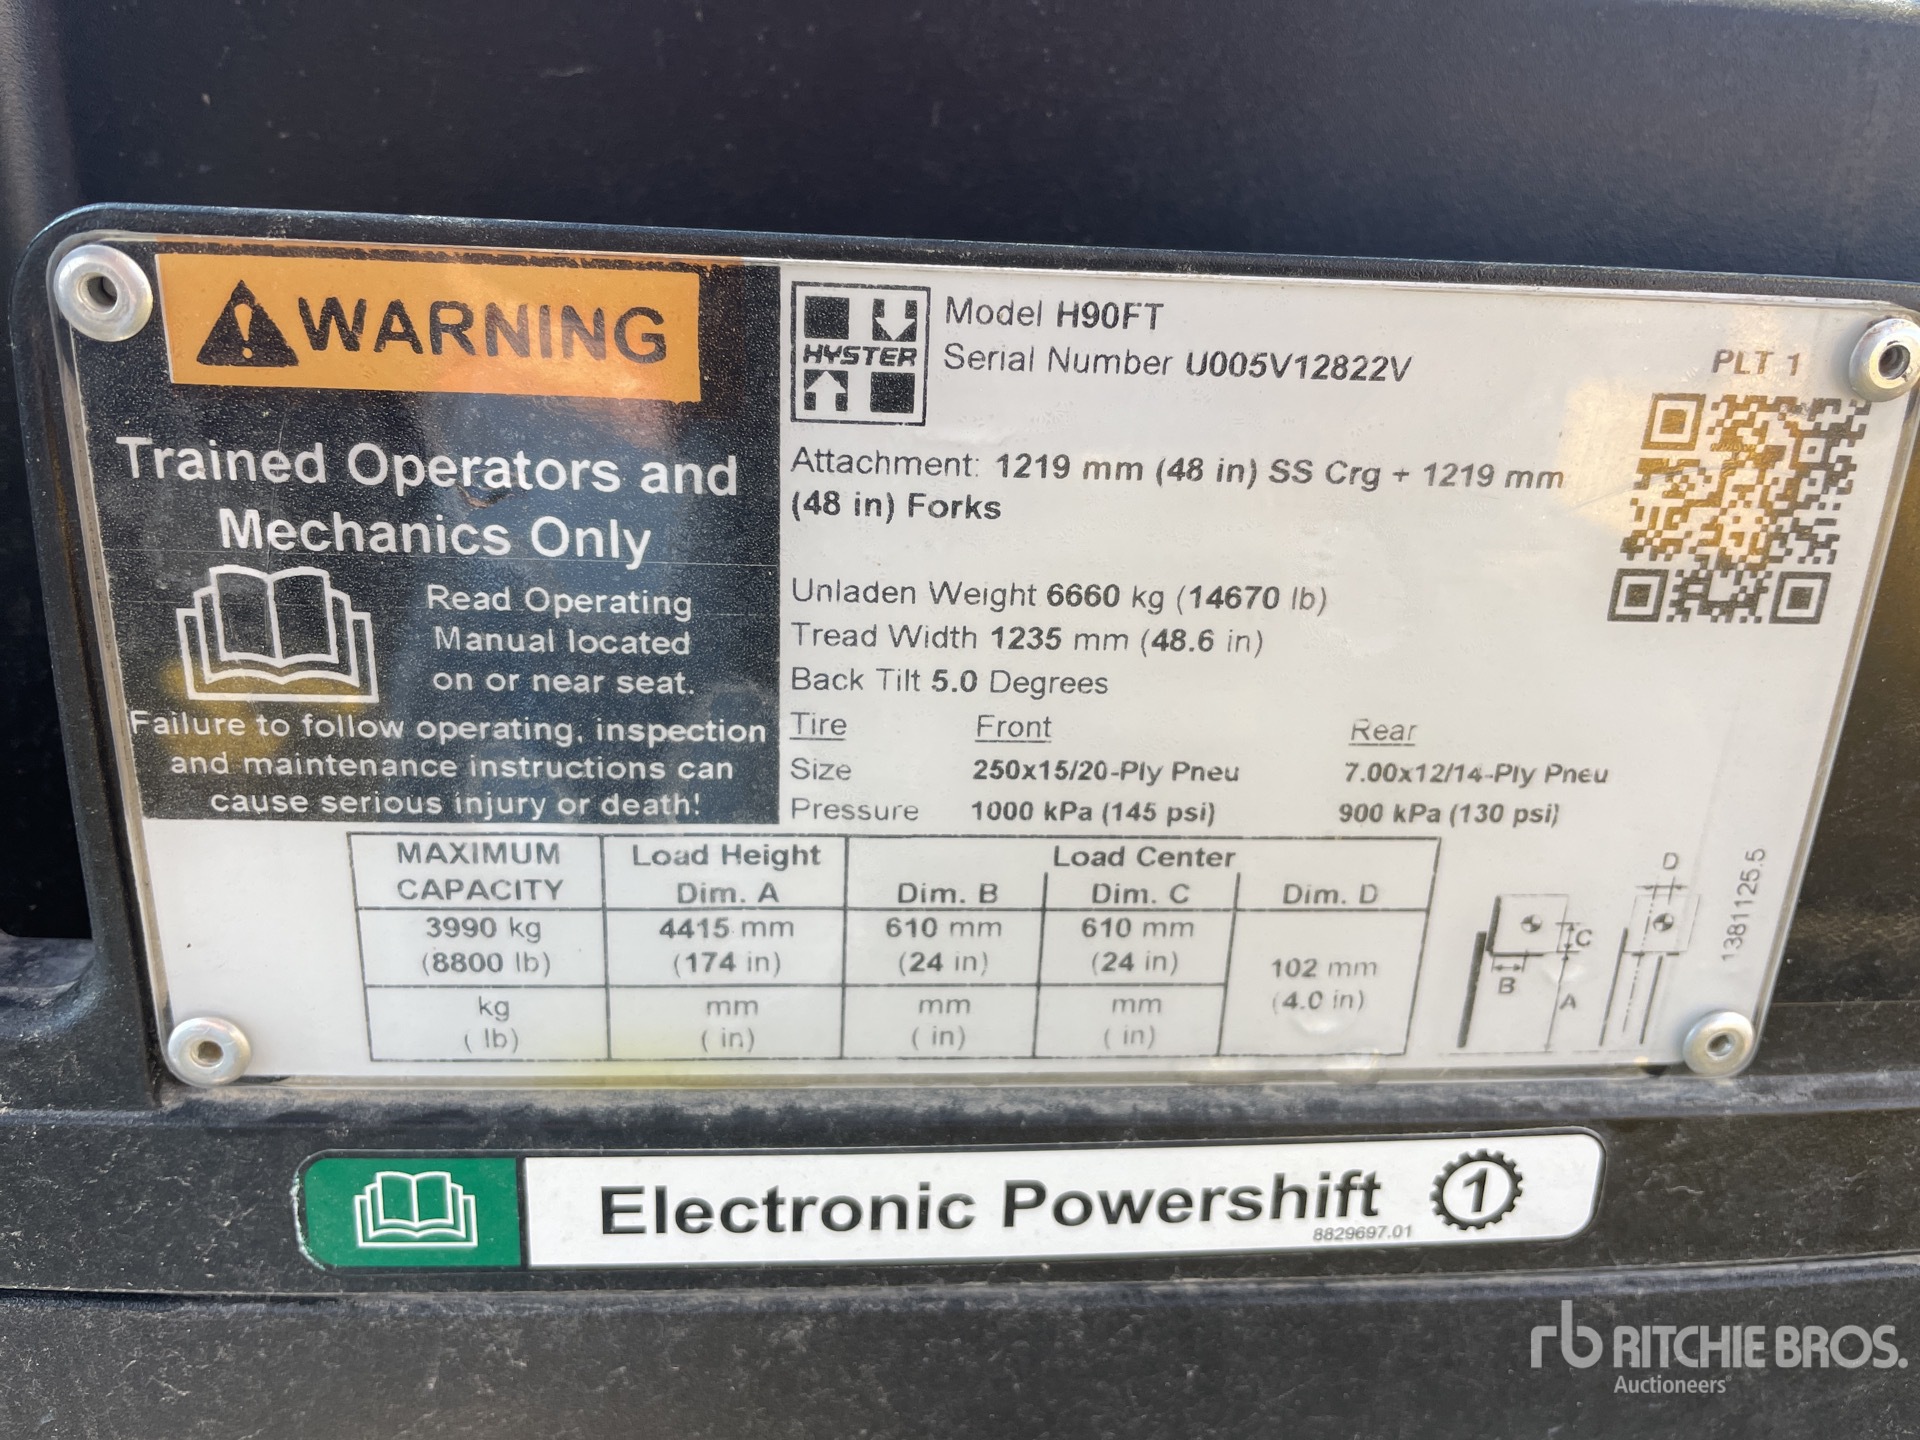 WARNING
Trained Operators and
Mechanics Only
Read Operating
Manual located
on or near seat.
Failure to follow operating, inspection
and maintenance instructions can
cause serious injury or death!
HYSTER
Model H90FT
Serial Number U005V12822V
PLT 1
Attachment: 1219 mm (48 in) SS Crg + 1219 mm
(48 in) Forks
Unladen Weight 6660 kg (14670 lb)
Tread Width 1235 mm (48.6 in)
Back Tilt 5.0 Degrees
Tire Front Rear
Size 250x15/20-Ply Pneu 7.00x12/14-Ply Pneu
Pressure 1000 kPa (145 psi) 900 kPa (130 psi)
MAXIMUM Load Height Load Center
CAPACITY Dim. A Dim. B Dim. C Dim. D
3990 kg 4415 mm 610 mm 610 mm
(8800 lb) (174 in) (24 in) (24 in) 102 mm
(4.0 in)
kg mm mm mm
( lb) ( in) ( in) ( in)
D
C
B
A
13811125.5
Electronic Powershift 1
8829697.01
rb RITCHIE BROS.
Auctioneers